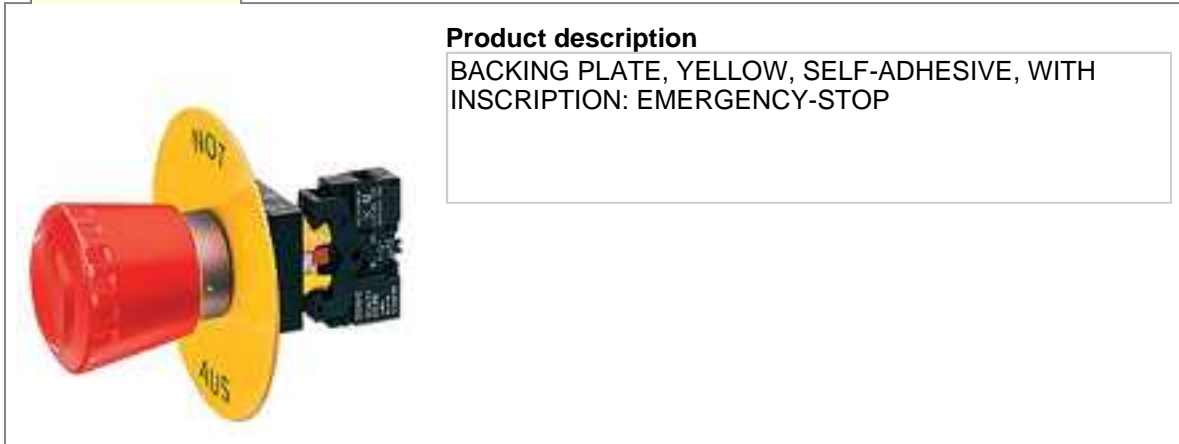 Product description
BACKING PLATE, YELLOW, SELF-ADHESIVE, WITH
INSCRIPTION: EMERGENCY-STOP
NOT
AUS